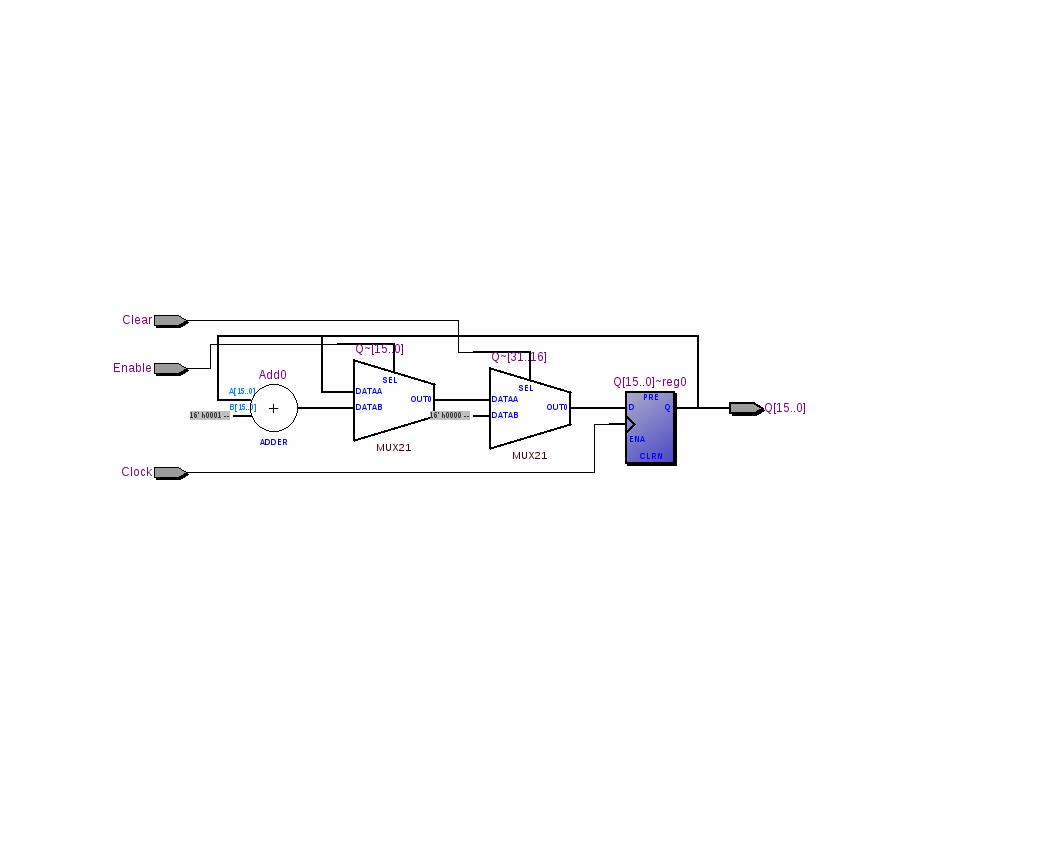 Clear
Enable
Clock
Add0
A[15..0]
B[15..0]
16' h0001 --
ADDER
Q~[15..0]
SEL
DATAA
DATAB
OUT0
MUX21
16' h0000 --
Q~[31..16]
SEL
DATAA
DATAB
OUT0
MUX21
Q[15..0]~reg0
PRE
D
Q
ENA
CLRN
Q[15..0]